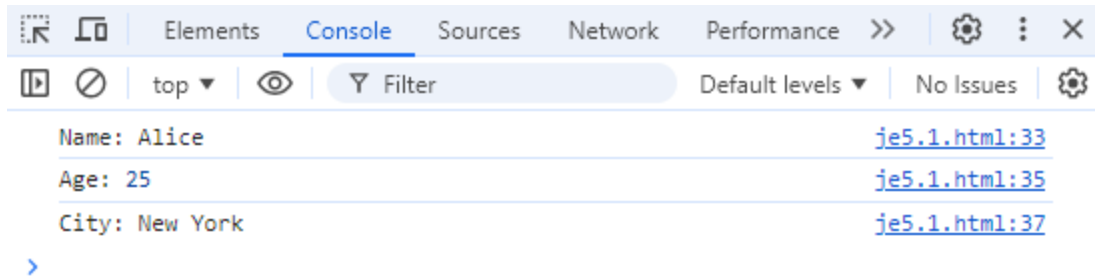 Elements Console Sources Network Performance
top Filter Default levels No Issues
Name: Alice je5.1.html:33
Age: 25 je5.1.html:35
City: New York je5.1.html:37